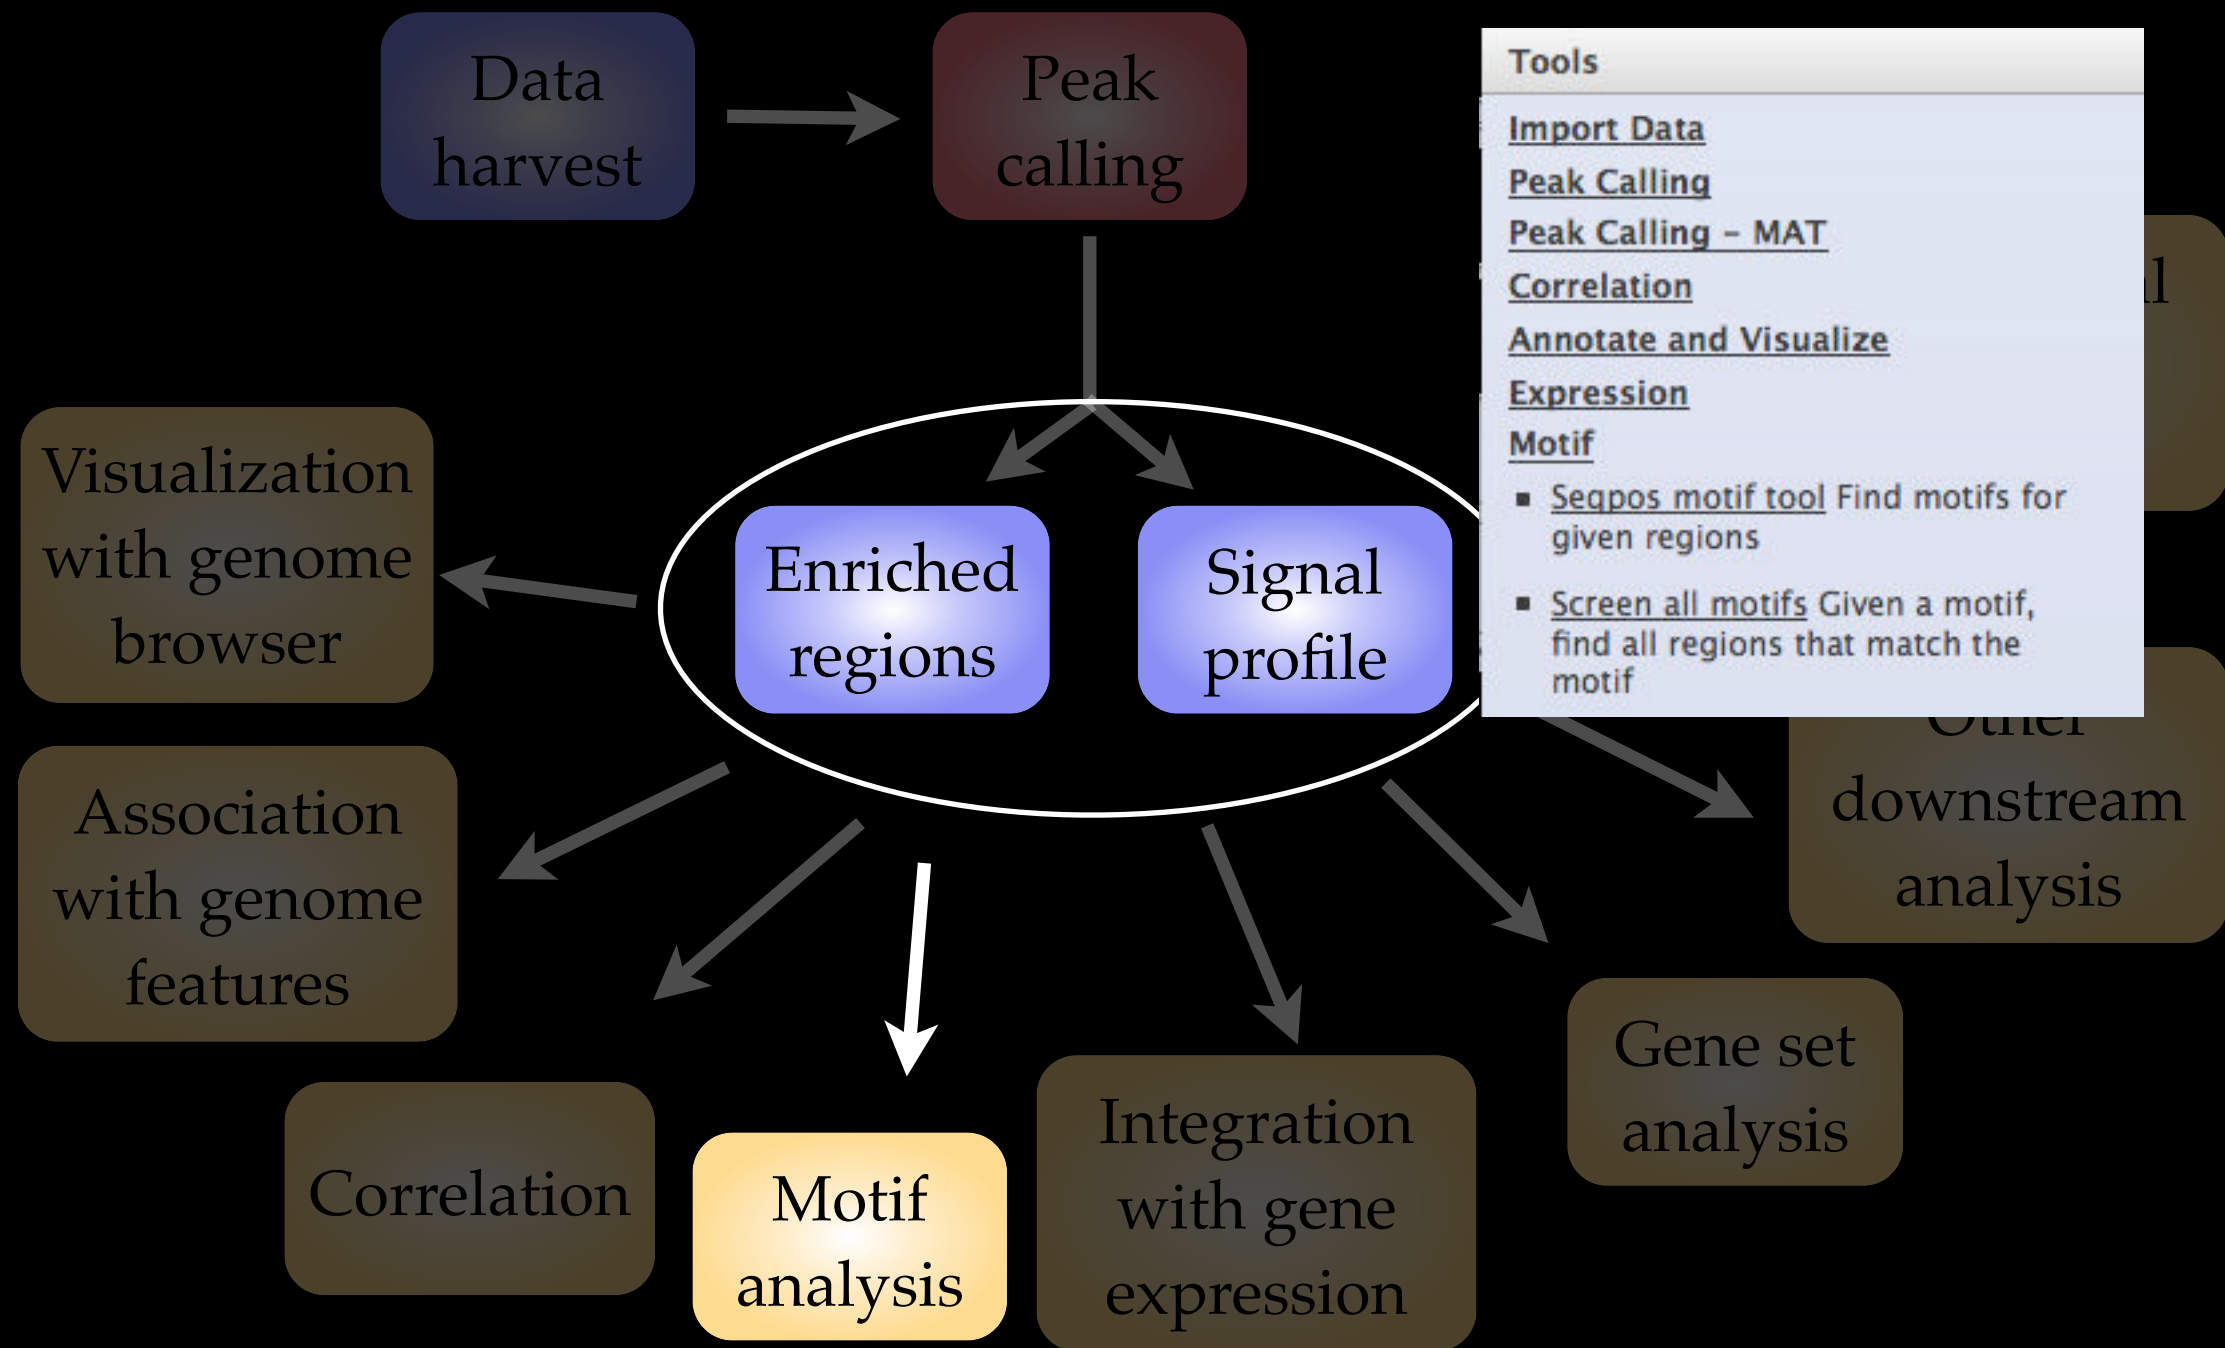 Data
harvest
Peak
calling
Tools
Import Data
Peak Calling
Peak Calling – MAT
Correlation
Annotate and Visualize
Expression
Motif
Seqpos motif tool Find motifs for
given regions
Screen all motifs Given a motif,
find all regions that match the
motif
Visualization
with genome
browser
Enriched
regions
Signal
profile
Association
with genome
features
Other
downstream
analysis
Correlation
Motif
analysis
Integration
with gene
expression
Gene set
analysis